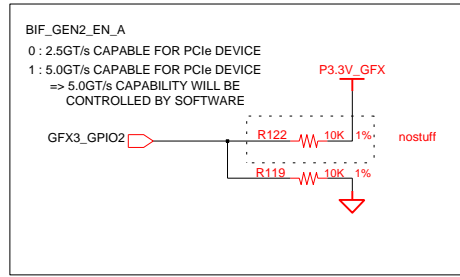 BIF_GEN2_EN_A
0 : 2.5GT/s CAPABLE FOR PCIe DEVICE
1 : 5.0GT/s CAPABLE FOR PCIe DEVICE
=> 5.0GT/s CAPABILITY WILL BE
CONTROLLED BY SOFTWARE
P3.3V_GFX
GFX3_GPIO2
R122 10K 1% nostuff
R119 10K 1%